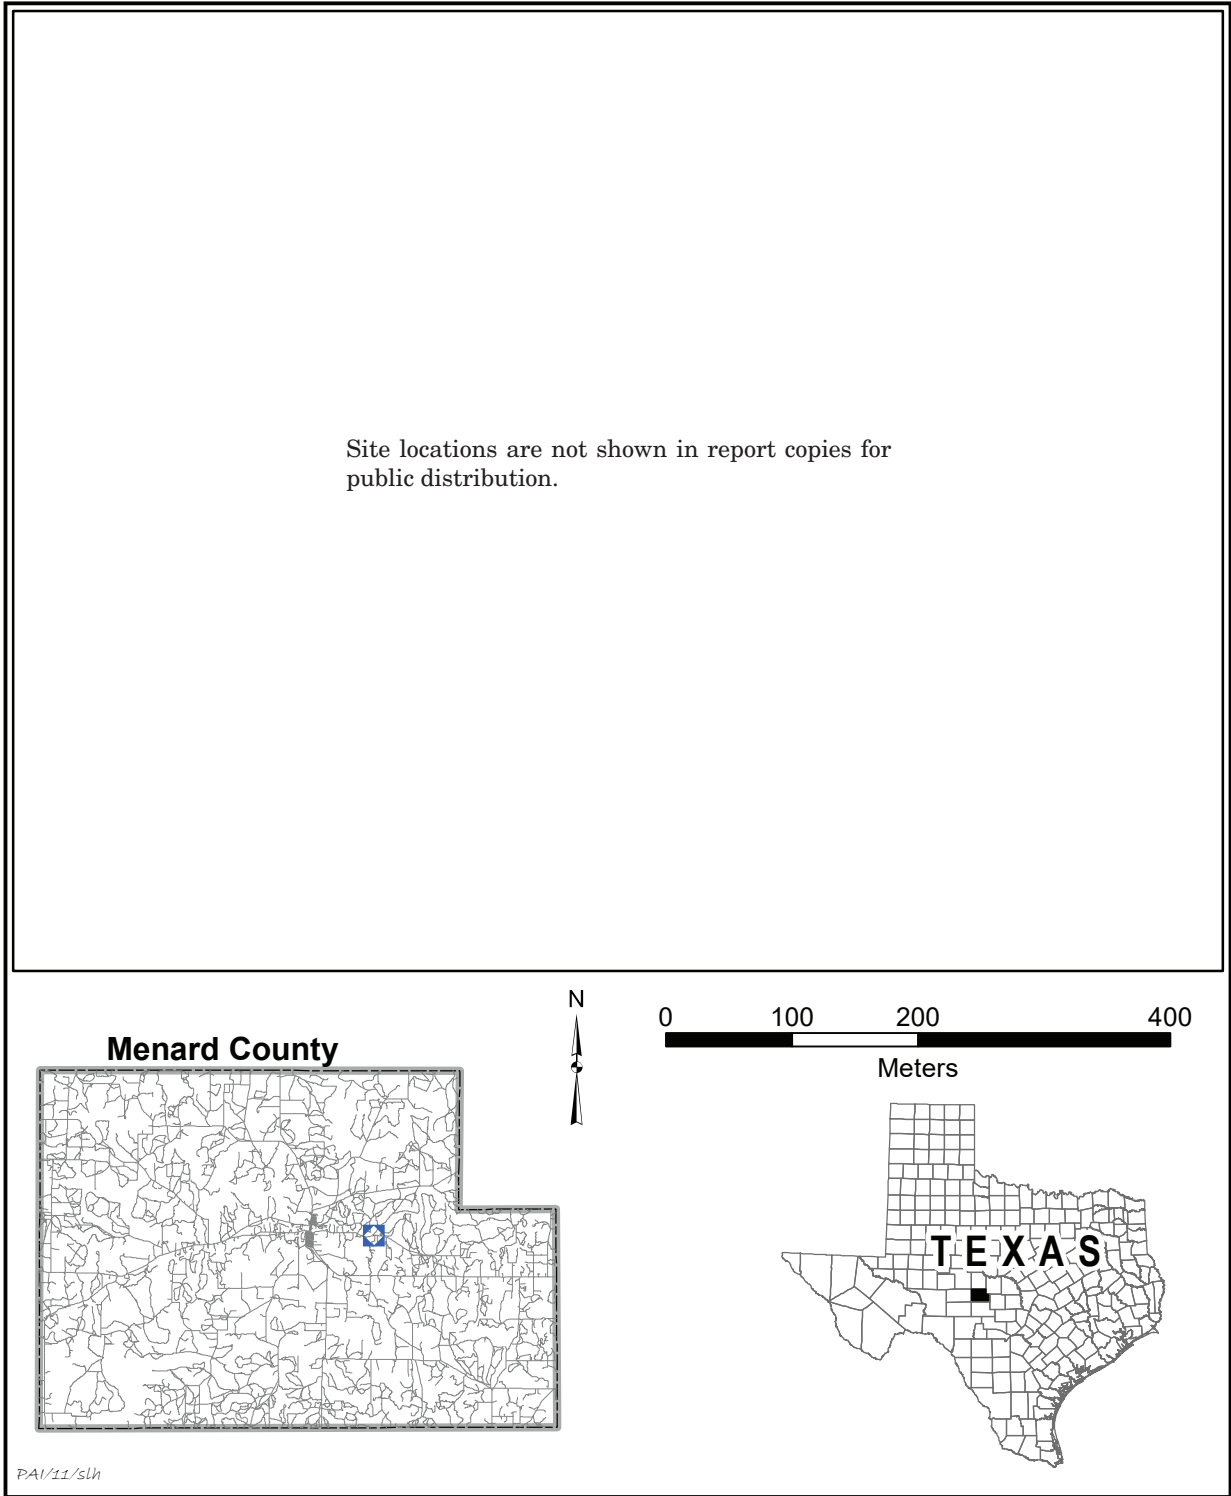 Site locations are not shown in report copies for
public distribution.
N
0 100 200 400
Meters
Menard County
TEXAS
PAI/11/slh